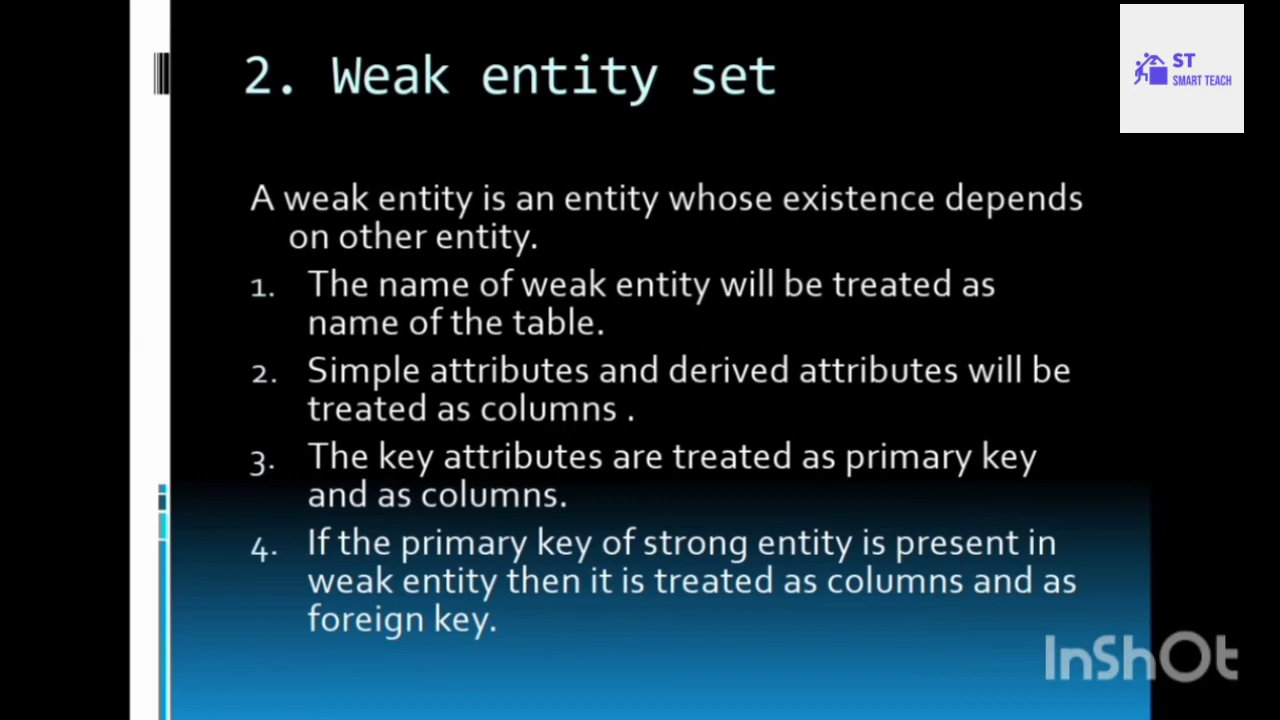 2. Weak entity set
ST
SMART TEACH
A weak entity is an entity whose existence depends
on other entity.
1. The name of weak entity will be treated as
name of the table.
2. Simple attributes and derived attributes will be
treated as columns .
3. The key attributes are treated as primary key
and as columns.
4. If the primary key of strong entity is present in
weak entity then it is treated as columns and as
foreign key.
InShOt